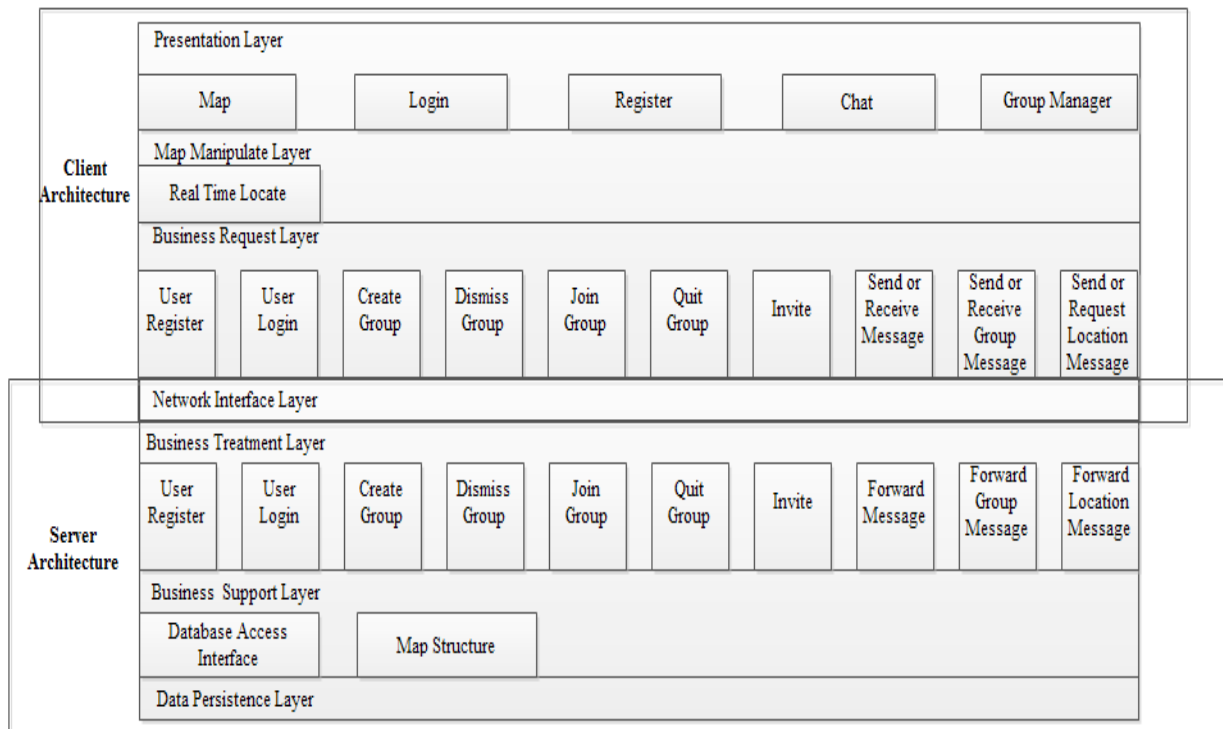 Presentation Layer
Map
Login
Register
Chat
Group Manager
Client
Architecture
Map Manipulate Layer
Real Time Locate
Business Request Layer
User
Register
User
Login
Create
Group
Dismiss
Group
Join
Group
Quit
Group
Invite
Send or
Receive
Message
Send or
Receive
Group
Message
Send or
Request
Location
Message
Network Interface Layer
Business Treatment Layer
User
Register
User
Login
Create
Group
Dismiss
Group
Join
Group
Quit
Group
Invite
Forward
Message
Forward
Group
Message
Forward
Location
Message
Server
Architecture
Business Support Layer
Database Access
Interface
Map Structure
Data Persistence Layer